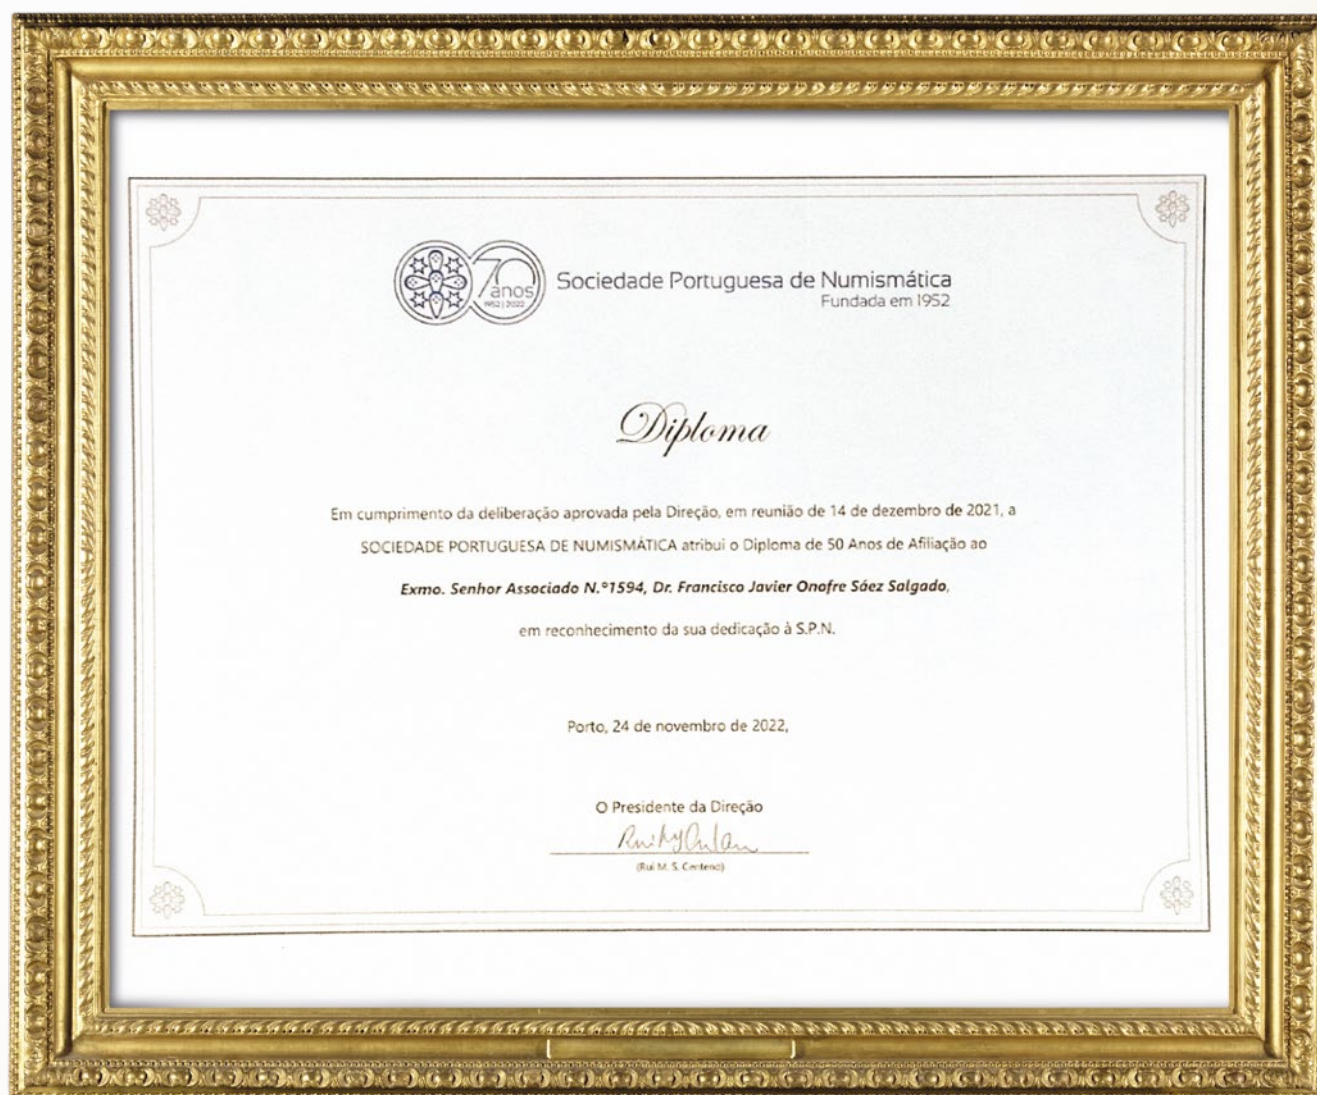 70
anos
1952 | 2022
Sociedade Portuguesa de Numismática
Fundada em 1952
Diploma
Em cumprimento da deliberação aprovada pela Direção, em reunião de 14 de dezembro de 2021, a
SOCIEDADE PORTUGUESA DE NUMISMÁTICA atribui o Diploma de 50 Anos de Afiliação ao
Exmo. Senhor Associado N.º1594, Dr. Francisco Javier Onofre Sáez Salgado,
em reconhecimento da sua dedicação à S.P.N.
Porto, 24 de novembro de 2022,
O Presidente da Direção
(Rui M. S. Centeno)